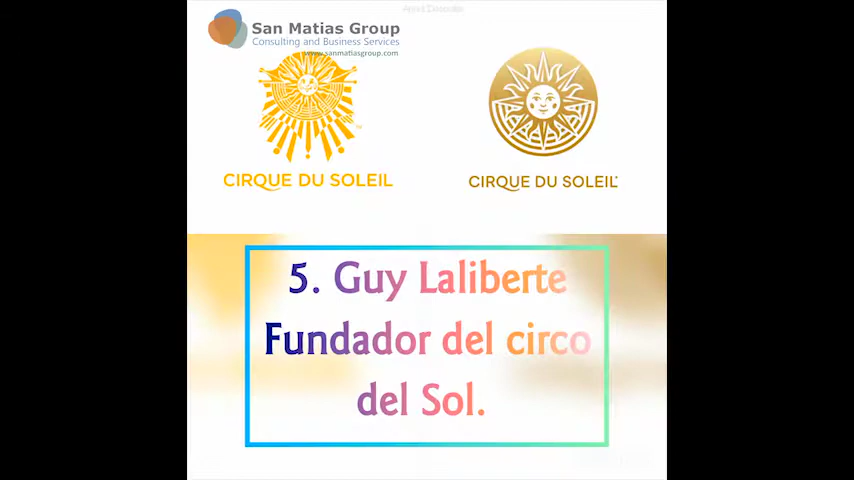 San Matias Group
Consulting and Business Services
www.sanmatiasgroup.com
CIRQUE DU SOLEIL
CIRQUE DU SOLEIL
5. Guy Laliberte
Fundador del circo
del Sol.